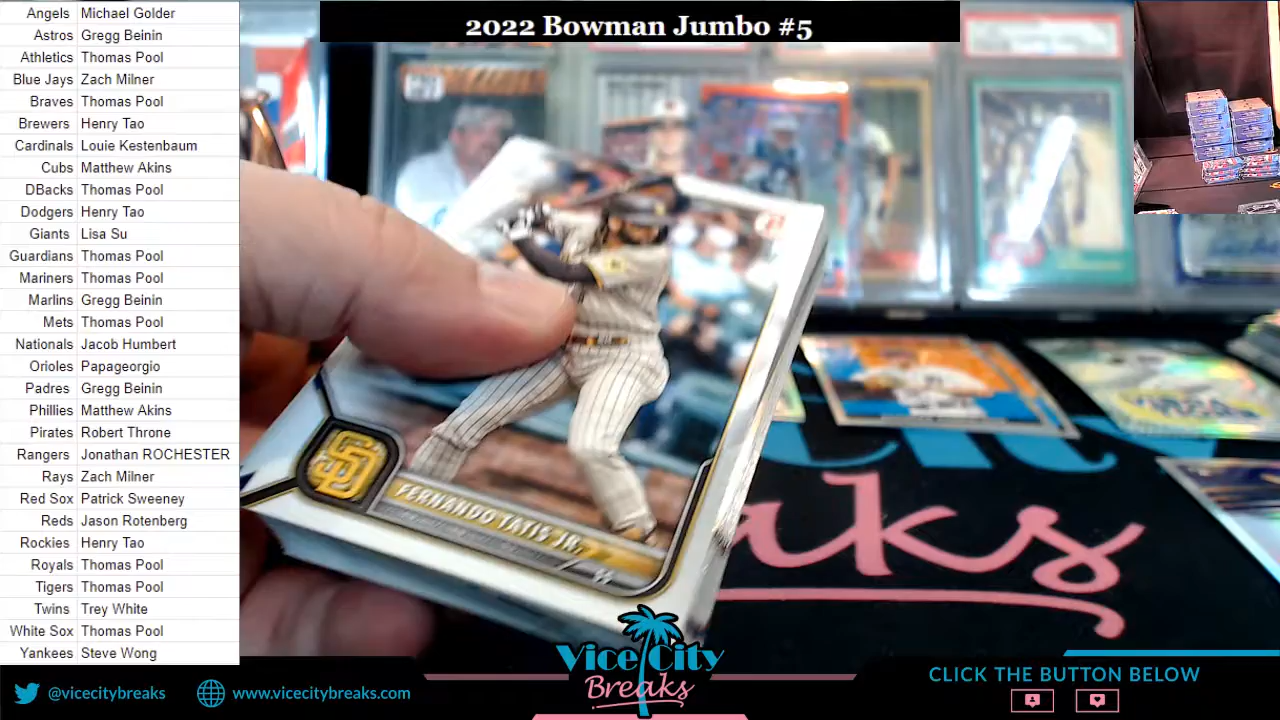 2022 Bowman Jumbo #5
Angels Michael Golder
Astros Gregg Beinin
Athletics Thomas Pool
Blue Jays Zach Milner
Braves Thomas Pool
Brewers Henry Tao
Cardinals Louie Kestenbaum
Cubs Matthew Akins
DBacks Thomas Pool
Dodgers Henry Tao
Giants Lisa Su
Guardians Thomas Pool
Mariners Thomas Pool
Marlins Gregg Beinin
Mets Thomas Pool
Nationals Jacob Humbert
Orioles Papageorgio
Padres Gregg Beinin
Phillies Matthew Akins
Pirates Robert Throne
Rangers Jonathan ROCHESTER
Rays Zach Milner
Red Sox Patrick Sweeney
Reds Jason Rotenberg
Rockies Henry Tao
Royals Thomas Pool
Tigers Thomas Pool
Twins Trey White
White Sox Thomas Pool
Yankees Steve Wong
SD
FERNANDO TATIS JR.
Vice City
Breaks
@vicecitybreaks
www.vicecitybreaks.com
CLICK THE BUTTON BELOW